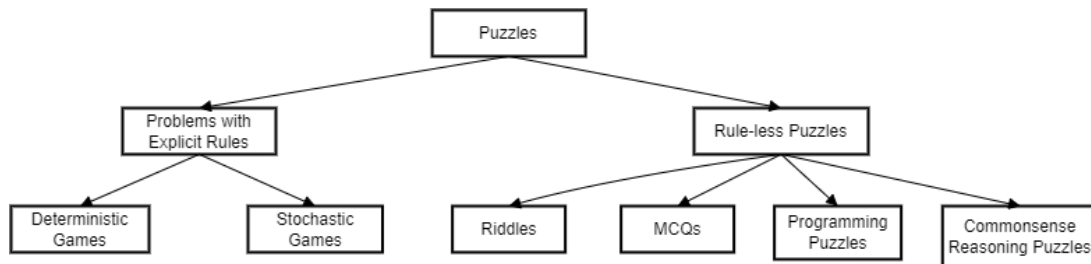 Puzzles
Problems with
Explicit Rules
Rule-less Puzzles
Deterministic
Games
Stochastic
Games
Riddles
MCQs
Programming
Puzzles
Commonsense
Reasoning Puzzles